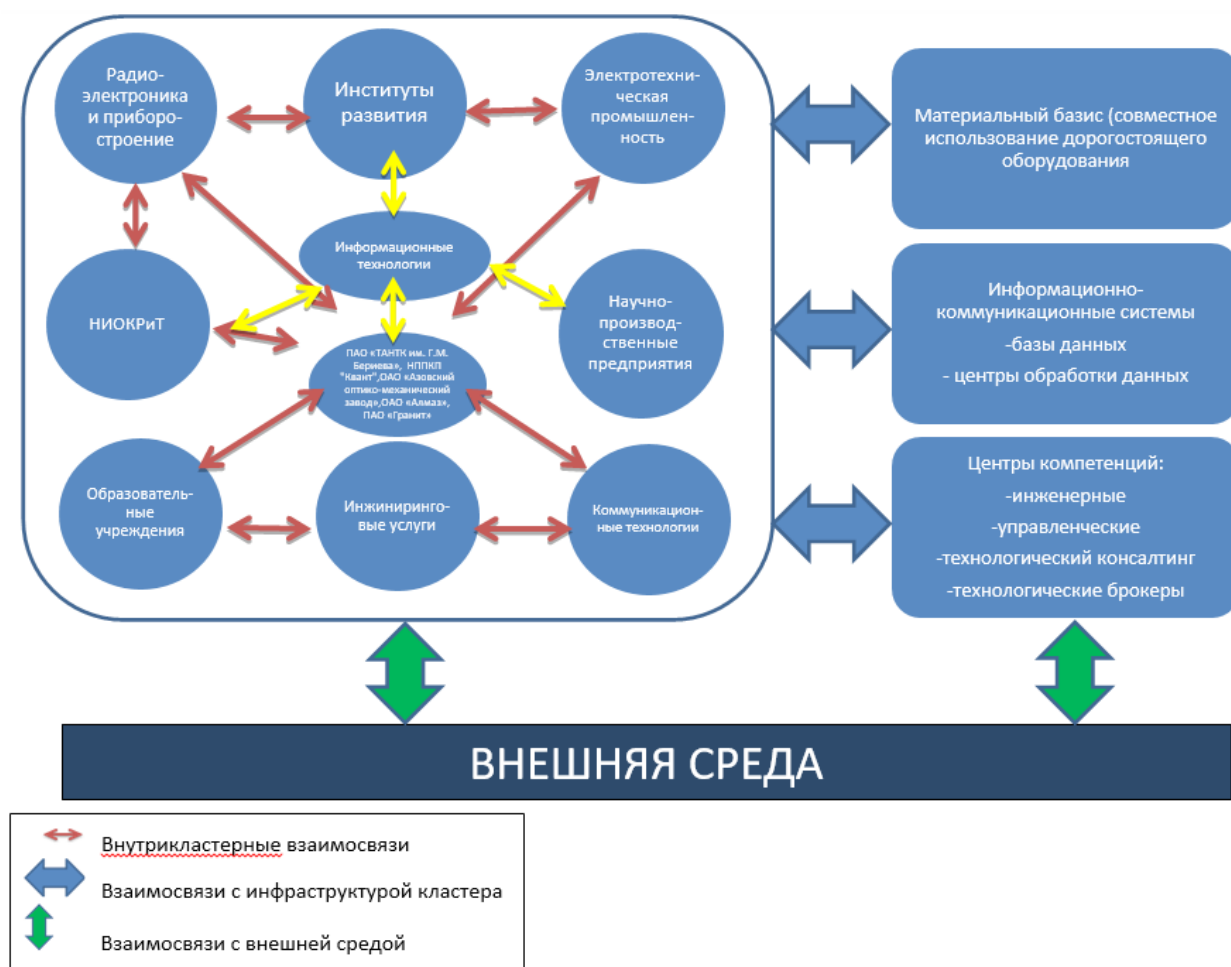 Радио-
электроника
и приборо-
строение
Институты
развития
Электротехни-
ческая
промышлен-
ность
Материальный базис (совместное
использование дорогостоящего
оборудования
Информационные
технологии
НИОКРиТ
Научно-
производ-
ственные
предприятия
Информационно-
коммуникационные системы
-базы данных
- центры обработки данных
ПАО «ТАНТК им. Г.М.
Бериева», НППКП
"Квант",ОАО «Азовский
оптико-механический
завод»,ОАО «Алмаз»,
ПАО «Гранит»
Образователь-
ные
учреждения
Инжиниринго-
вые услуги
Коммуникацион-
ные технологии
Центры компетенций:
-инженерные
-управленческие
-технологический консалтинг
-технологические брокеры
ВНЕШНЯЯ СРЕДА
Внутрикластерные взаимосвязи
Взаимосвязи с инфраструктурой кластера
Взаимосвязи с внешней средой